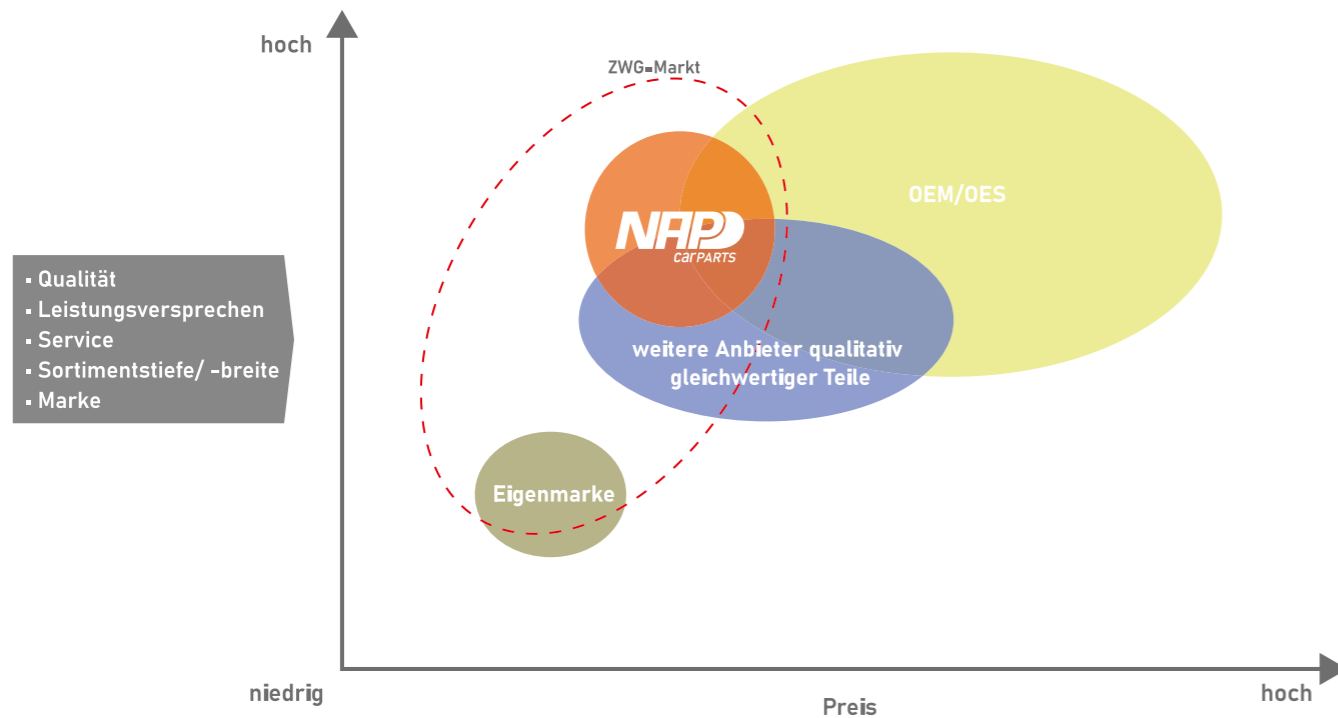 hoch
ZWG-Markt
OEM/OES
NAP
carPARTS
▪ Qualität
▪ Leistungsversprechen
▪ Service
▪ Sortimentstiefe/ -breite
▪ Marke
weitere Anbieter qualitativ
gleichwertiger Teile
Eigenmarke
niedrig
Preis
hoch